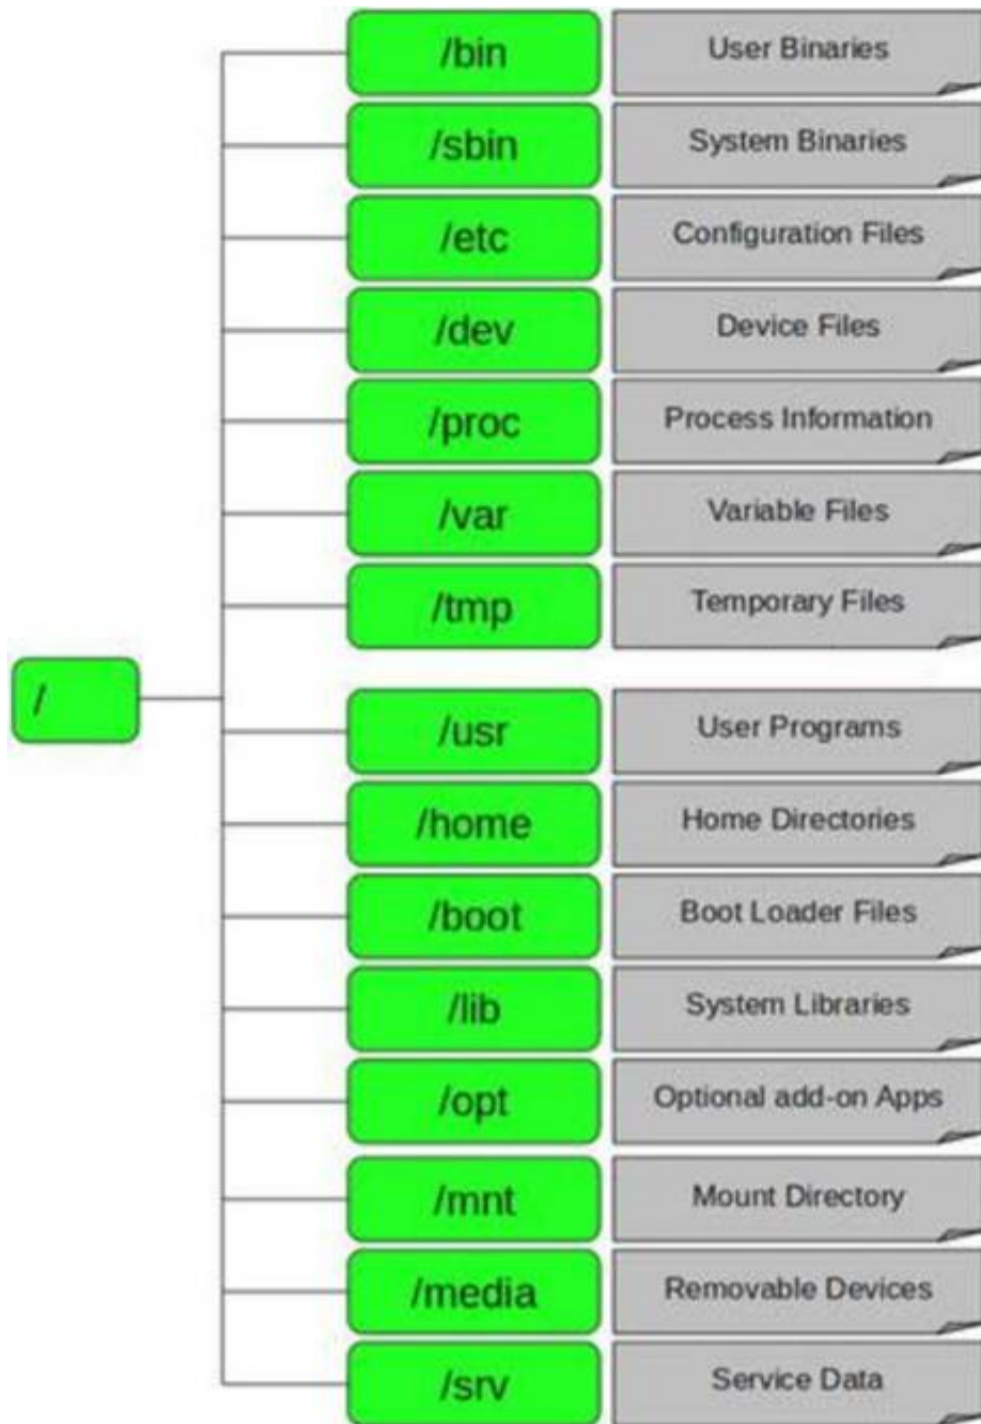 /bin User Binaries
/sbin System Binaries
/etc Configuration Files
/dev Device Files
/proc Process Information
/var Variable Files
/tmp Temporary Files
/
/usr User Programs
/home Home Directories
/boot Boot Loader Files
/lib System Libraries
/opt Optional add-on Apps
/mnt Mount Directory
/media Removable Devices
/srv Service Data